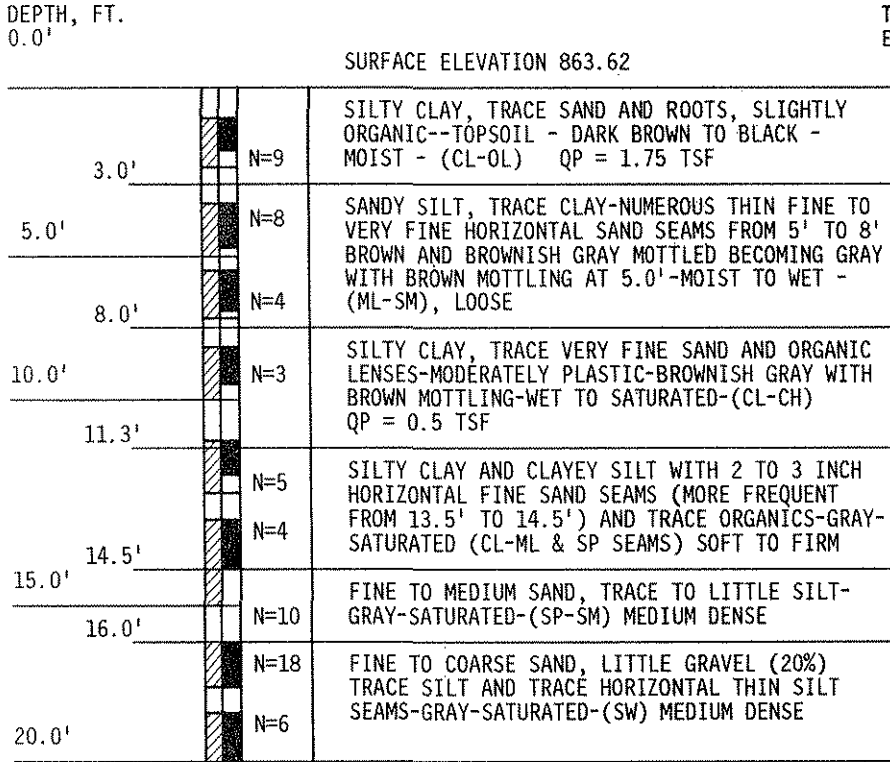 DEPTH, FT.
0.0'
T
E
SURFACE ELEVATION 863.62
SILTY CLAY, TRACE SAND AND ROOTS, SLIGHTLY
ORGANIC--TOPSOIL - DARK BROWN TO BLACK -
N=9 MOIST - (CL-OL) QP = 1.75 TSF
3.0'
N=8 SANDY SILT, TRACE CLAY-NUMEROUS THIN FINE TO
5.0' VERY FINE HORIZONTAL SAND SEAMS FROM 5' TO 8'
BROWN AND BROWNISH GRAY MOTTLED BECOMING GRAY
WITH BROWN MOTTLING AT 5.0'-MOIST TO WET -
N=4 (ML-SM), LOOSE
8.0'
SILTY CLAY, TRACE VERY FINE SAND AND ORGANIC
10.0' N=3 LENSES-MODERATELY PLASTIC-BROWNISH GRAY WITH
BROWN MOTTLING-WET TO SATURATED-(CL-CH)
QP = 0.5 TSF
11.3'
SILTY CLAY AND CLAYEY SILT WITH 2 TO 3 INCH
N=5 HORIZONTAL FINE SAND SEAMS (MORE FREQUENT
FROM 13.5' TO 14.5') AND TRACE ORGANICS-GRAY-
N=4 SATURATED (CL-ML & SP SEAMS) SOFT TO FIRM
14.5'
15.0' FINE TO MEDIUM SAND, TRACE TO LITTLE SILT-
N=10 GRAY-SATURATED-(SP-SM) MEDIUM DENSE
16.0'
N=18 FINE TO COARSE SAND, LITTLE GRAVEL (20%)
TRACE SILT AND TRACE HORIZONTAL THIN SILT
N=6 SEAMS-GRAY-SATURATED-(SW) MEDIUM DENSE
20.0'